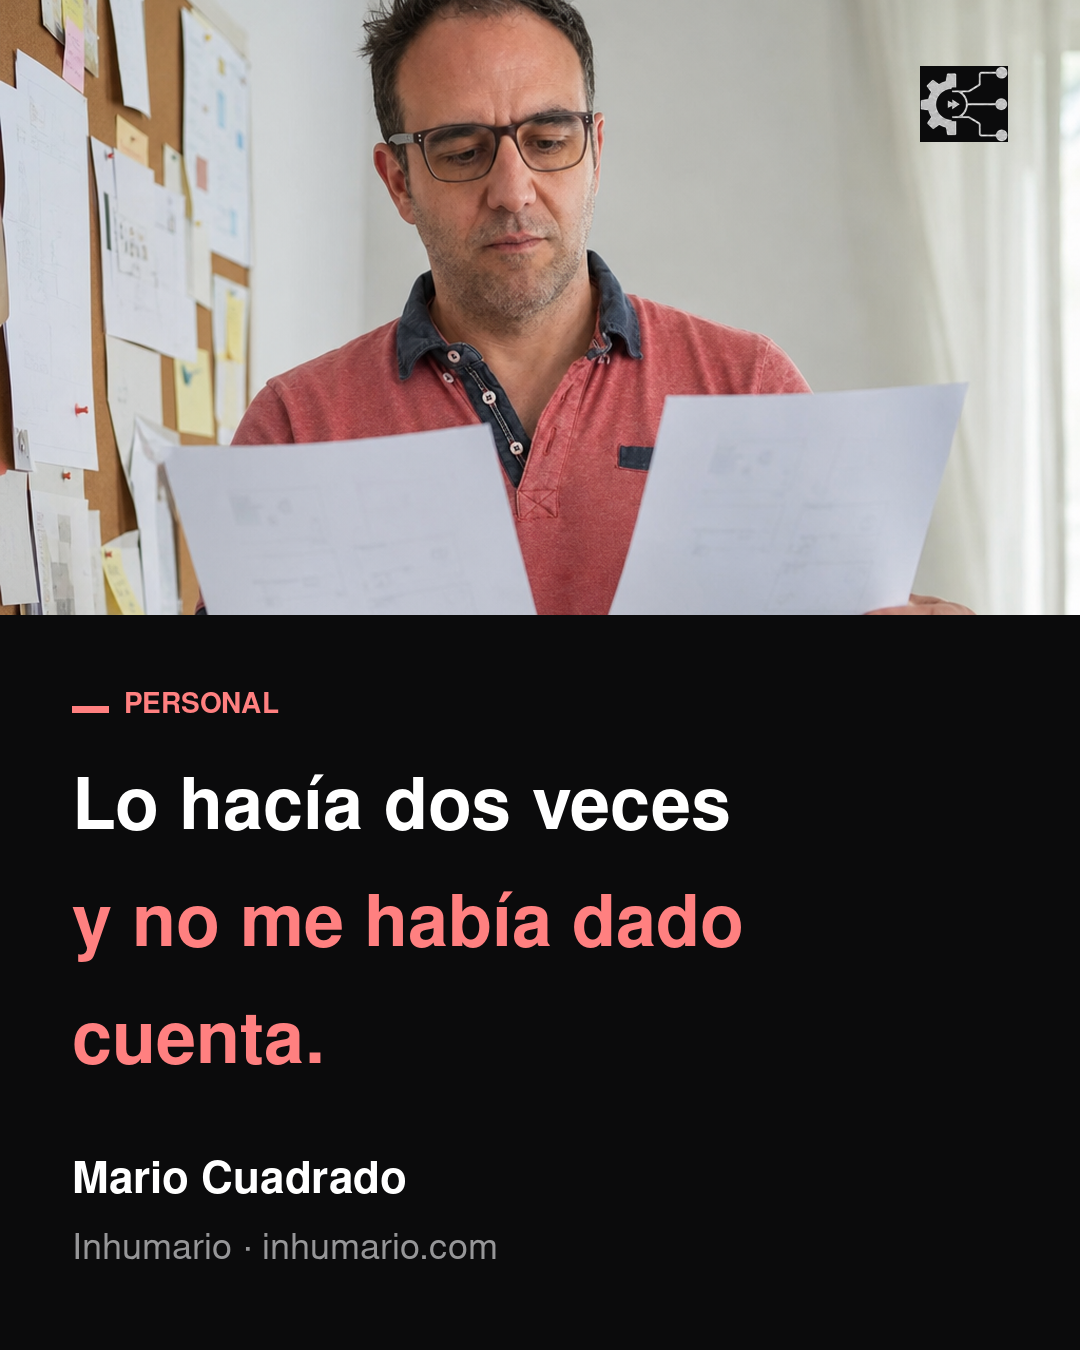 PERSONAL
Lo hacía dos veces
y no me había dado
cuenta.
Mario Cuadrado
Inhumario · inhumario.com